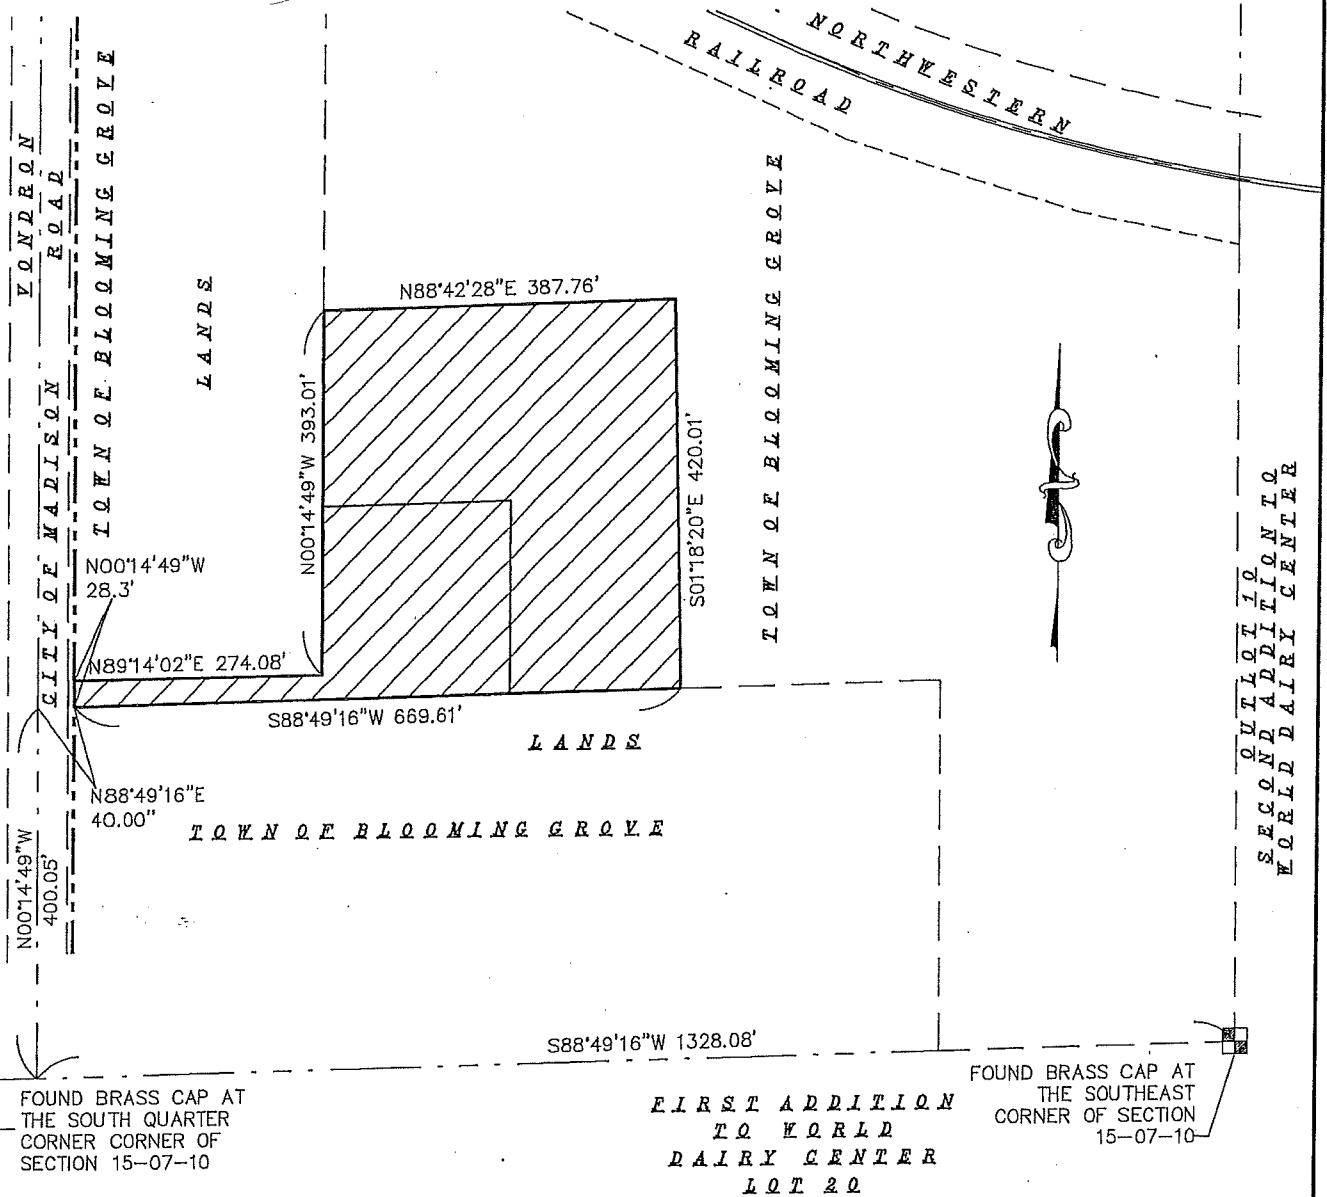 NORTHWESTERN
RAILROAD
VONDRON
ROAD
TOWN OF BLOOMING GROVE
LANDS
TOWN OF BLOOMING GROVE
N88°42'28"E 387.76'
N00°14'49"W 393.01'
S01°18'20"E 420.01'
CITY OF MADISON
N00°14'49"W
28.3'
N89°14'02"E 274.08'
S88°49'16"W 669.61'
LANDS
N88°49'16"E
40.00"
TOWN OF BLOOMING GROVE
N00°14'49"W
400.05'
OUTLOT 10
SECOND ADDITION TO
WORLD DAIRY CENTER
S88°49'16"W 1328.08'
FOUND BRASS CAP AT
THE SOUTH QUARTER
CORNER CORNER OF
SECTION 15-07-10
FIRST ADDITION
TO WORLD
DAIRY CENTER
LOT 20
FOUND BRASS CAP AT
THE SOUTHEAST
CORNER OF SECTION
15-07-10